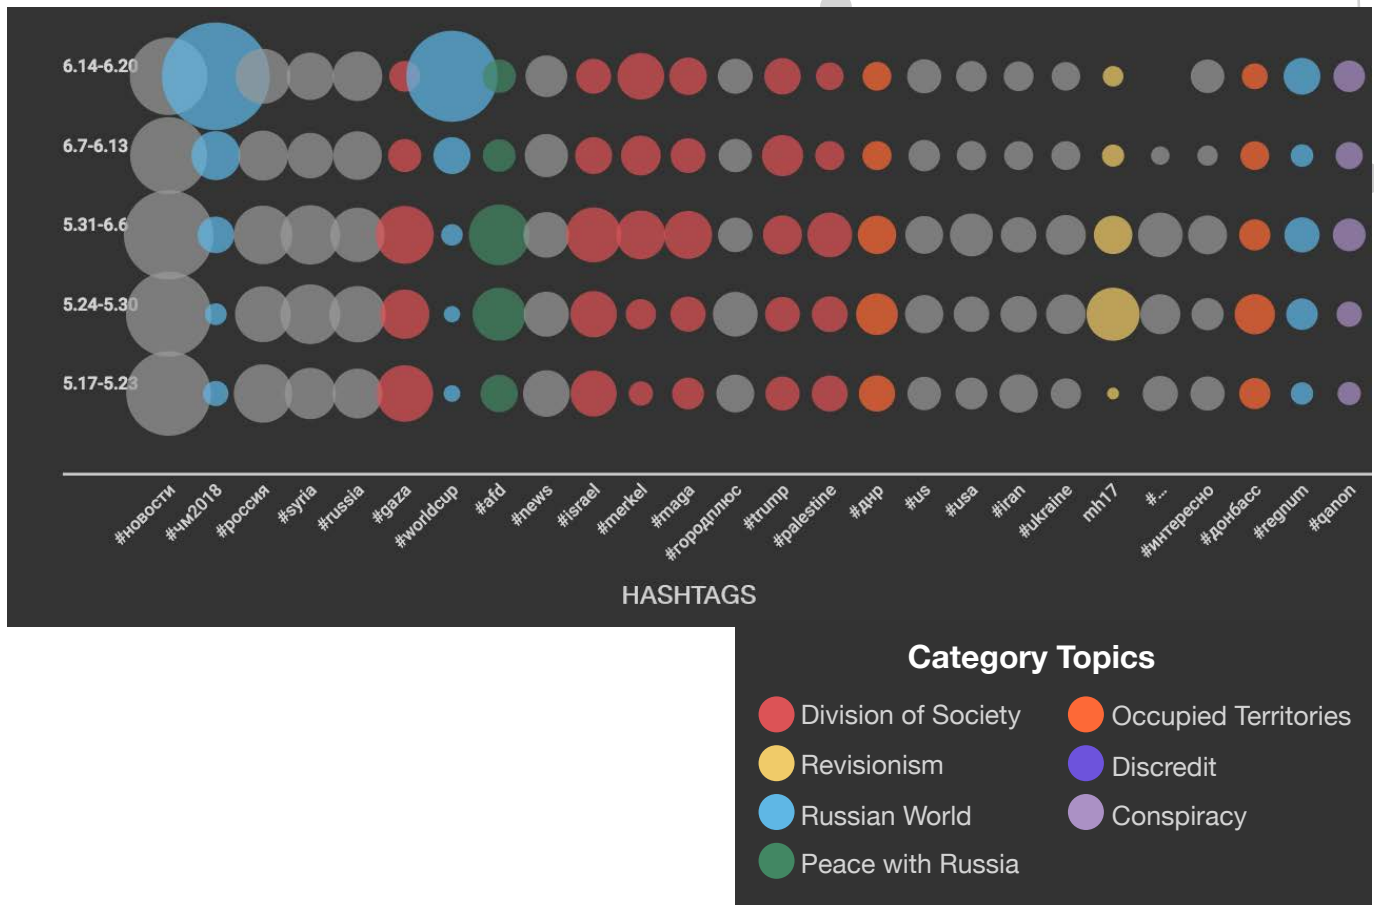 6.14-6.20
6.7-6.13
5.31-6.6
5.24-5.30
5.17-5.23
#новости
#чм2018
#россия
#syria
#russia
#gaza
#worldcup
#afd
#news
#israel
#merkel
#maga
#городплюс
#trump
#palestine
#днр
#us
#usa
#iran
#ukraine
mh17
#...
#интересно
#донбасс
#regnum
#qanon
HASHTAGS
Category Topics
Division of Society
Occupied Territories
Revisionism
Discredit
Russian World
Conspiracy
Peace with Russia